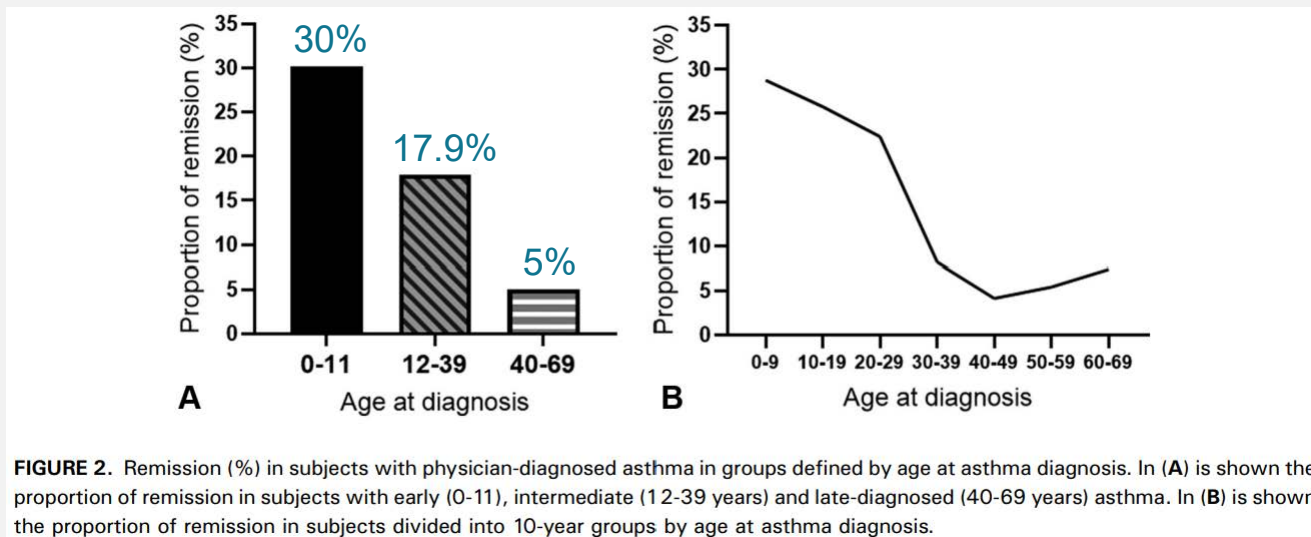 35
30
25
20
15
10
5
0
Proportion of remission (%)
30%
17.9%
5%
0-11 12-39 40-69
Age at diagnosis
A
35
30
25
20
15
10
5
0
Proportion of remission (%)
0-9 10-19 20-29 30-39 40-49 50-59 60-69
Age at diagnosis
B
FIGURE 2. Remission (%) in subjects with physician-diagnosed asthma in groups defined by age at asthma diagnosis. In (A) is shown the
proportion of remission in subjects with early (0-11), intermediate (12-39 years) and late-diagnosed (40-69 years) asthma. In (B) is shown
the proportion of remission in subjects divided into 10-year groups by age at asthma diagnosis.